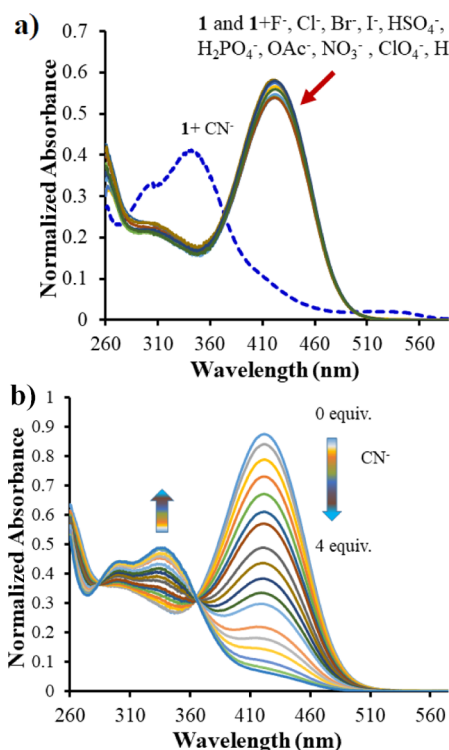 a)
1 and 1+F⁻, Cl⁻, Br⁻, I⁻, HSO₄⁻,
H₂PO₄⁻, OAc⁻, NO₃⁻ , ClO₄⁻, H
0.7
0.6
0.5
0.4
0.3
0.2
0.1
0
1+ CN⁻
Normalized Absorbance
260 310 360 410 460 510 560
Wavelength (nm)
b)
1
0.9
0.8
0.7
0.6
0.5
0.4
0.3
0.2
0.1
0
0 equiv.
CN⁻
4 equiv.
Normalized Absorbance
260 310 360 410 460 510 560
Wavelength (nm)